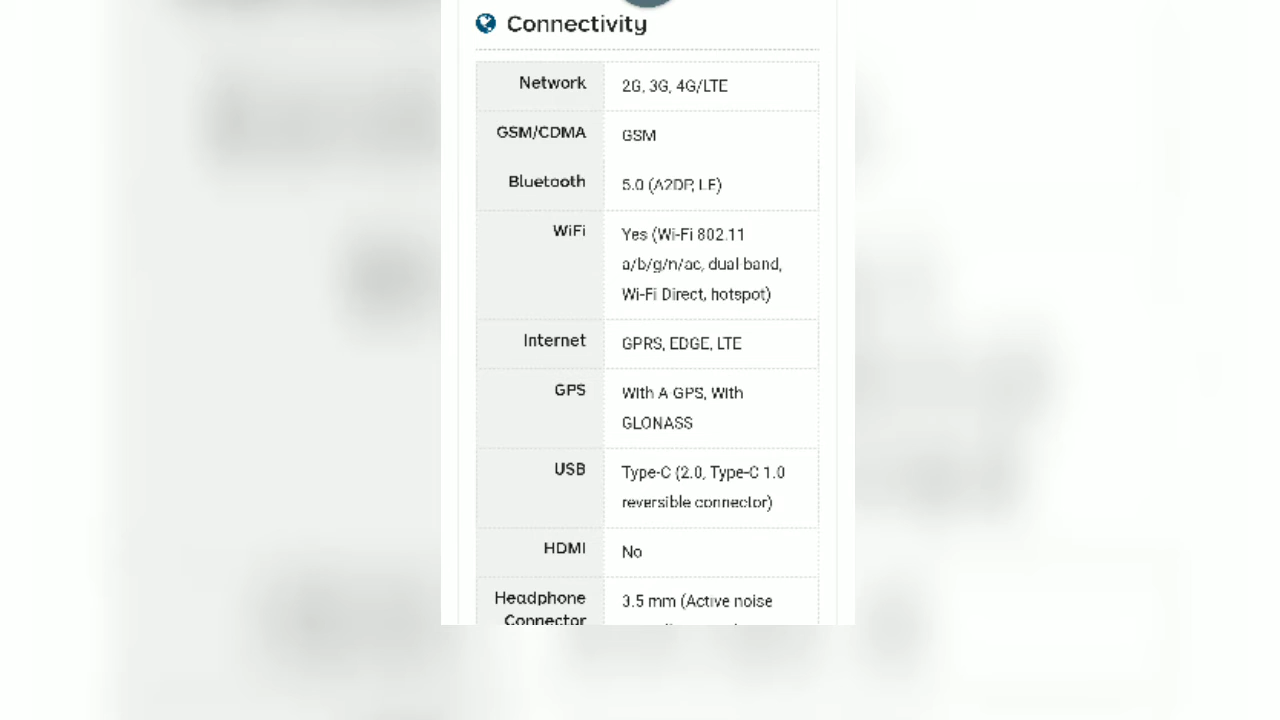 Connectivity
Network 2G, 3G, 4G/LTE
GSM/CDMA GSM
Bluetooth 5.0 (A2DP, LE)
WiFi Yes (Wi-Fi 802.11
a/b/g/n/ac, dual band,
Wi-Fi Direct, hotspot)
Internet GPRS, EDGE, LTE
GPS With A GPS, With
GLONASS
USB Type-C (2.0, Type-C 1.0
reversible connector)
HDMI No
Headphone 3.5 mm (Active noise
Connector